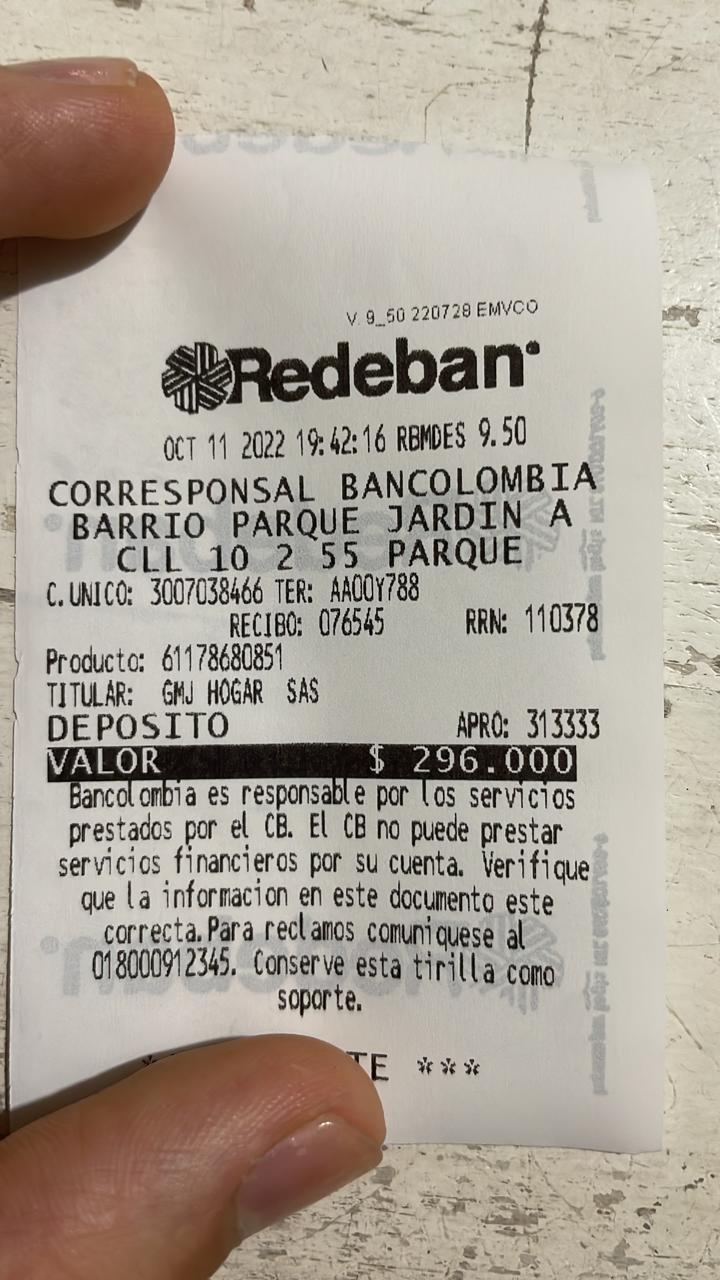 V. 9_50 220728 EMVCO
Redeban
OCT 11 2022 19:42:16 RBMDES 9.50
CORRESPONSAL BANCOLOMBIA
BARRIO PARQUE JARDIN A
CLL 10 2 55 PARQUE
C.UNICO: 3007038466 TER: AA00Y788
RECIBO: 076545 RRN: 110378
Producto: 61178680851
TITULAR: GMJ HOGAR SAS
DEPOSITO APRO: 313333
VALOR $ 296.000
Bancolombia es responsable por los servicios
prestados por el CB. El CB no puede prestar
servicios financieros por su cuenta. Verifique
que la informacion en este documento este
correcta.Para reclamos comuniquese al
018000912345. Conserve esta tirilla como
soporte.
***